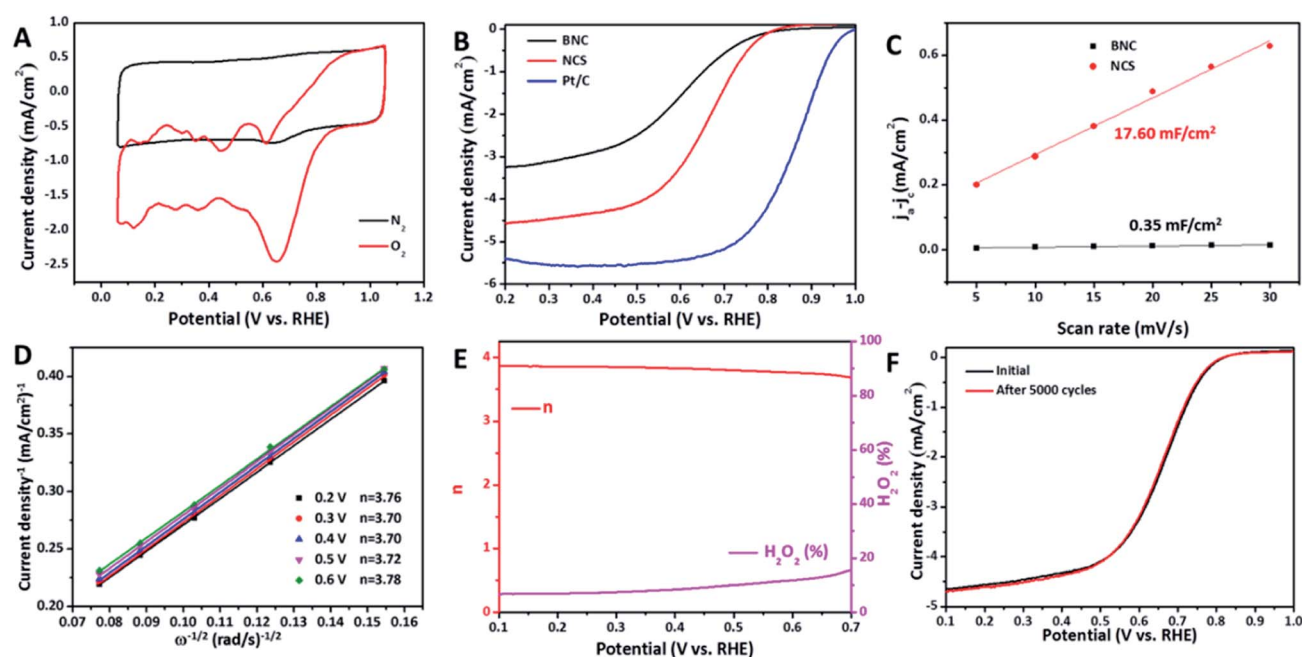 A
Current density (mA/cm²)
1.0
0.5
0.0
-0.5
-1.0
-1.5
-2.0
-2.5
N₂
O₂
0.0 0.2 0.4 0.6 0.8 1.0 1.2
Potential (V vs. RHE)
B
Current density (mA/cm²)
0
-1
-2
-3
-4
-5
-6
BNC
NCS
Pt/C
0.2 0.3 0.4 0.5 0.6 0.7 0.8 0.9 1.0
Potential (V vs. RHE)
C
jₐ-j꜀(mA/cm²)
0.6
0.4
0.2
0.0
BNC
NCS
17.60 mF/cm²
0.35 mF/cm²
5 10 15 20 25 30
Scan rate (mV/s)
D
Current density⁻¹ (mA/cm²)⁻¹
0.40
0.35
0.30
0.25
0.20
0.2 V n=3.76
0.3 V n=3.70
0.4 V n=3.70
0.5 V n=3.72
0.6 V n=3.78
0.07 0.08 0.09 0.10 0.11 0.12 0.13 0.14 0.15 0.16
ω⁻¹/² (rad/s)⁻¹/²
E
n
4
3
2
1
0
n
H₂O₂ (%)
100
80
60
40
20
0
H₂O₂ (%)
0.1 0.2 0.3 0.4 0.5 0.6 0.7
Potential (V vs. RHE)
F
Current density (mA/cm²)
0
-1
-2
-3
-4
-5
Initial
After 5000 cycles
0.1 0.2 0.3 0.4 0.5 0.6 0.7 0.8 0.9 1.0
Potential (V vs. RHE)